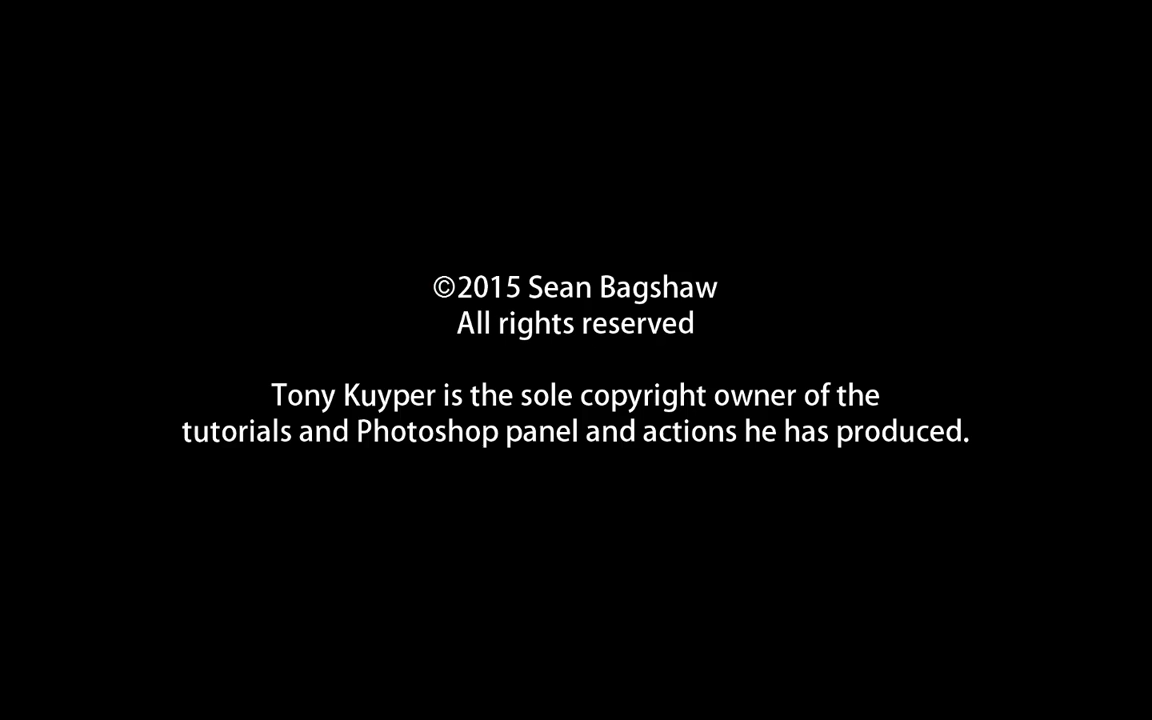 ©2015 Sean Bagshaw
All rights reserved
Tony Kuyper is the sole copyright owner of the
tutorials and Photoshop panel and actions he has produced.